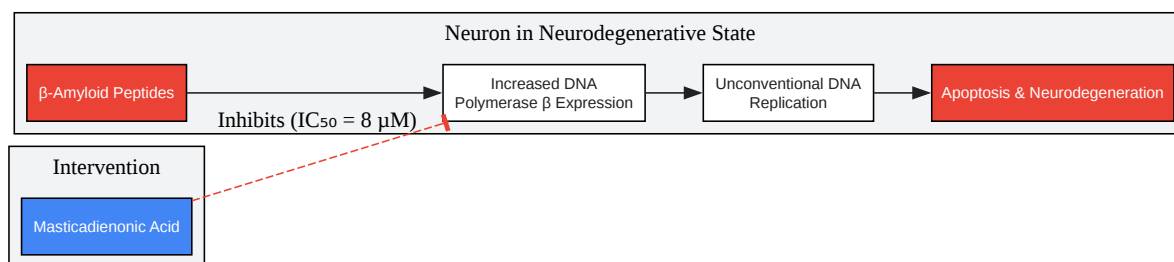 Neuron in Neurodegenerative State
β-Amyloid Peptides
Increased DNA
Polymerase β Expression
Unconventional DNA
Replication
Apoptosis & Neurodegeneration
Inhibits (IC₅₀ = 8 µM)
Intervention
Masticadienonic Acid